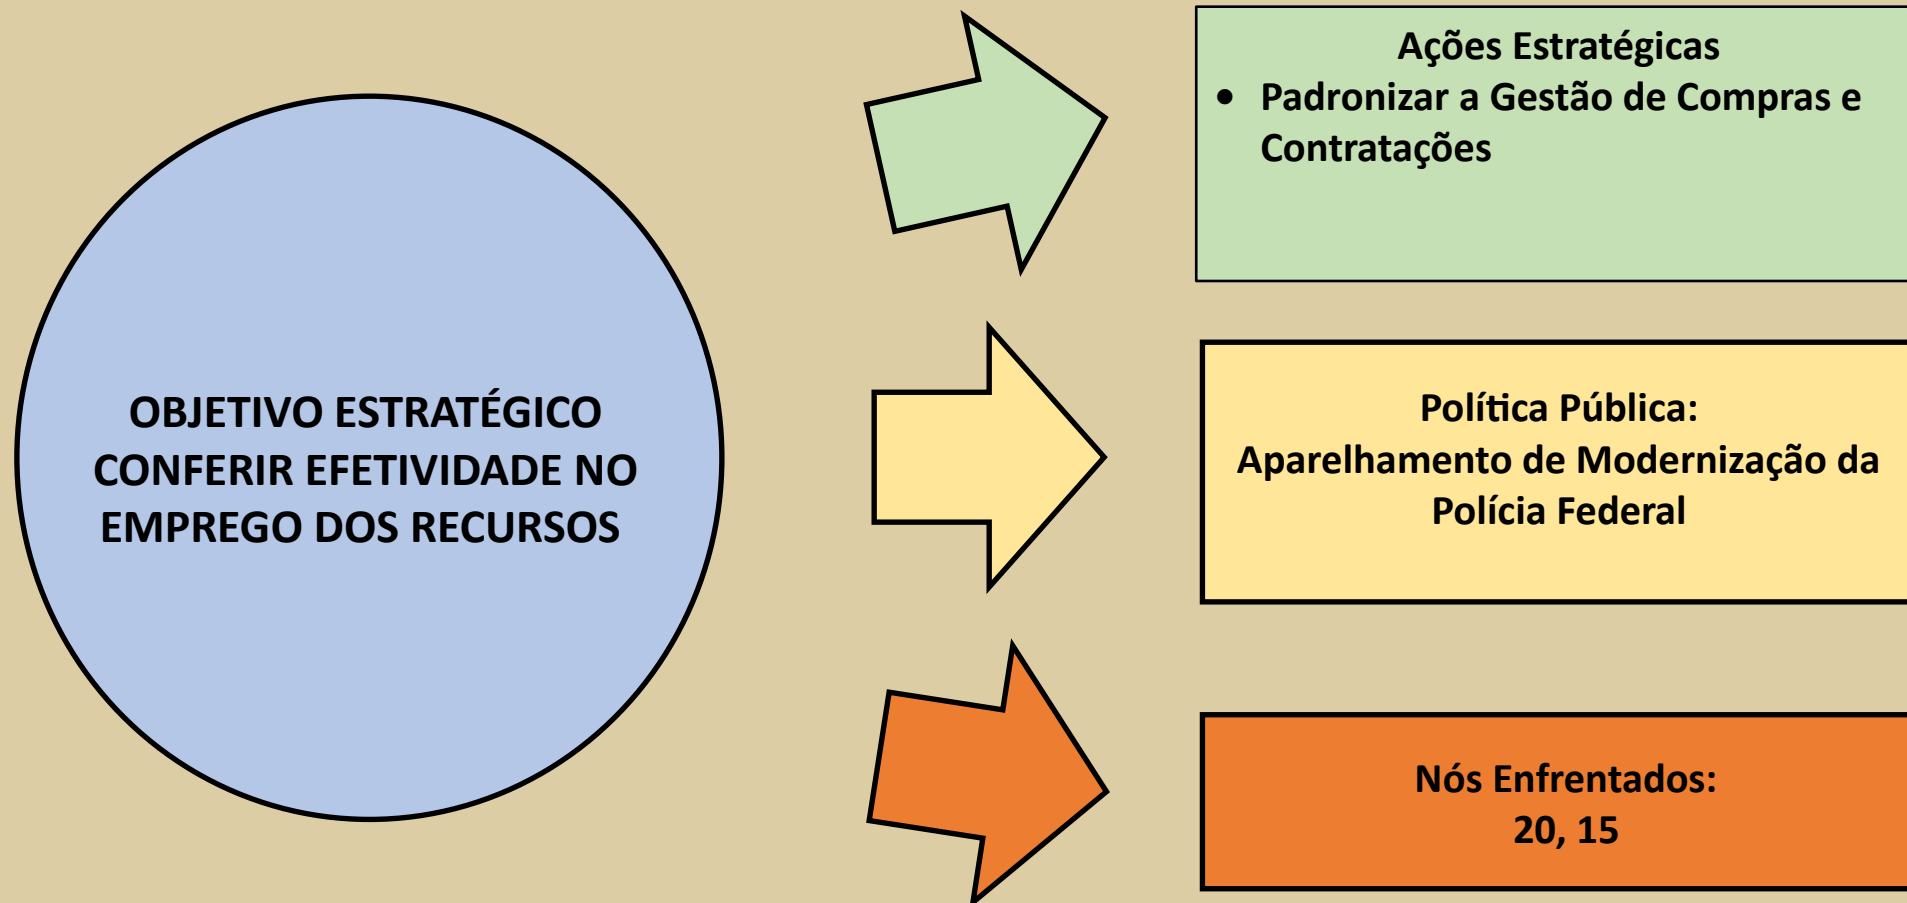 OBJETIVO ESTRATÉGICO
CONFERIR EFETIVIDADE NO
EMPREGO DOS RECURSOS
Ações Estratégicas
• Padronizar a Gestão de Compras e
Contratações
Política Pública:
Aparelhamento de Modernização da
Polícia Federal
Nós Enfrentados:
20, 15